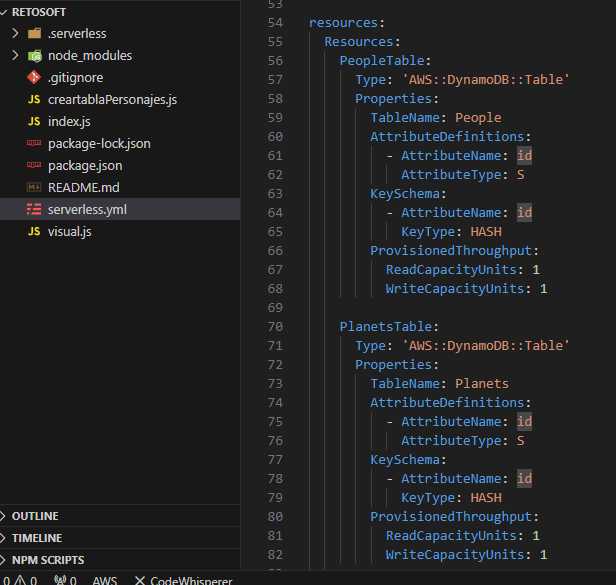 RETOSOFT
.serverless
node_modules
.gitignore
JS creartablaPersonajes.js
JS index.js
package-lock.json
package.json
README.md
serverless.yml
JS visual.js
OUTLINE
TIMELINE
NPM SCRIPTS
53
54 resources:
55 Resources:
56 PeopleTable:
57 Type: 'AWS::DynamoDB::Table'
58 Properties:
59 TableName: People
60 AttributeDefinitions:
61 - AttributeName: id
62 AttributeType: S
63 KeySchema:
64 - AttributeName: id
65 KeyType: HASH
66 ProvisionedThroughput:
67 ReadCapacityUnits: 1
68 WriteCapacityUnits: 1
69
70 PlanetsTable:
71 Type: 'AWS::DynamoDB::Table'
72 Properties:
73 TableName: Planets
74 AttributeDefinitions:
75 - AttributeName: id
76 AttributeType: S
77 KeySchema:
78 - AttributeName: id
79 KeyType: HASH
80 ProvisionedThroughput:
81 ReadCapacityUnits: 1
82 WriteCapacityUnits: 1
0 0 0 AWS CodeWhisperer